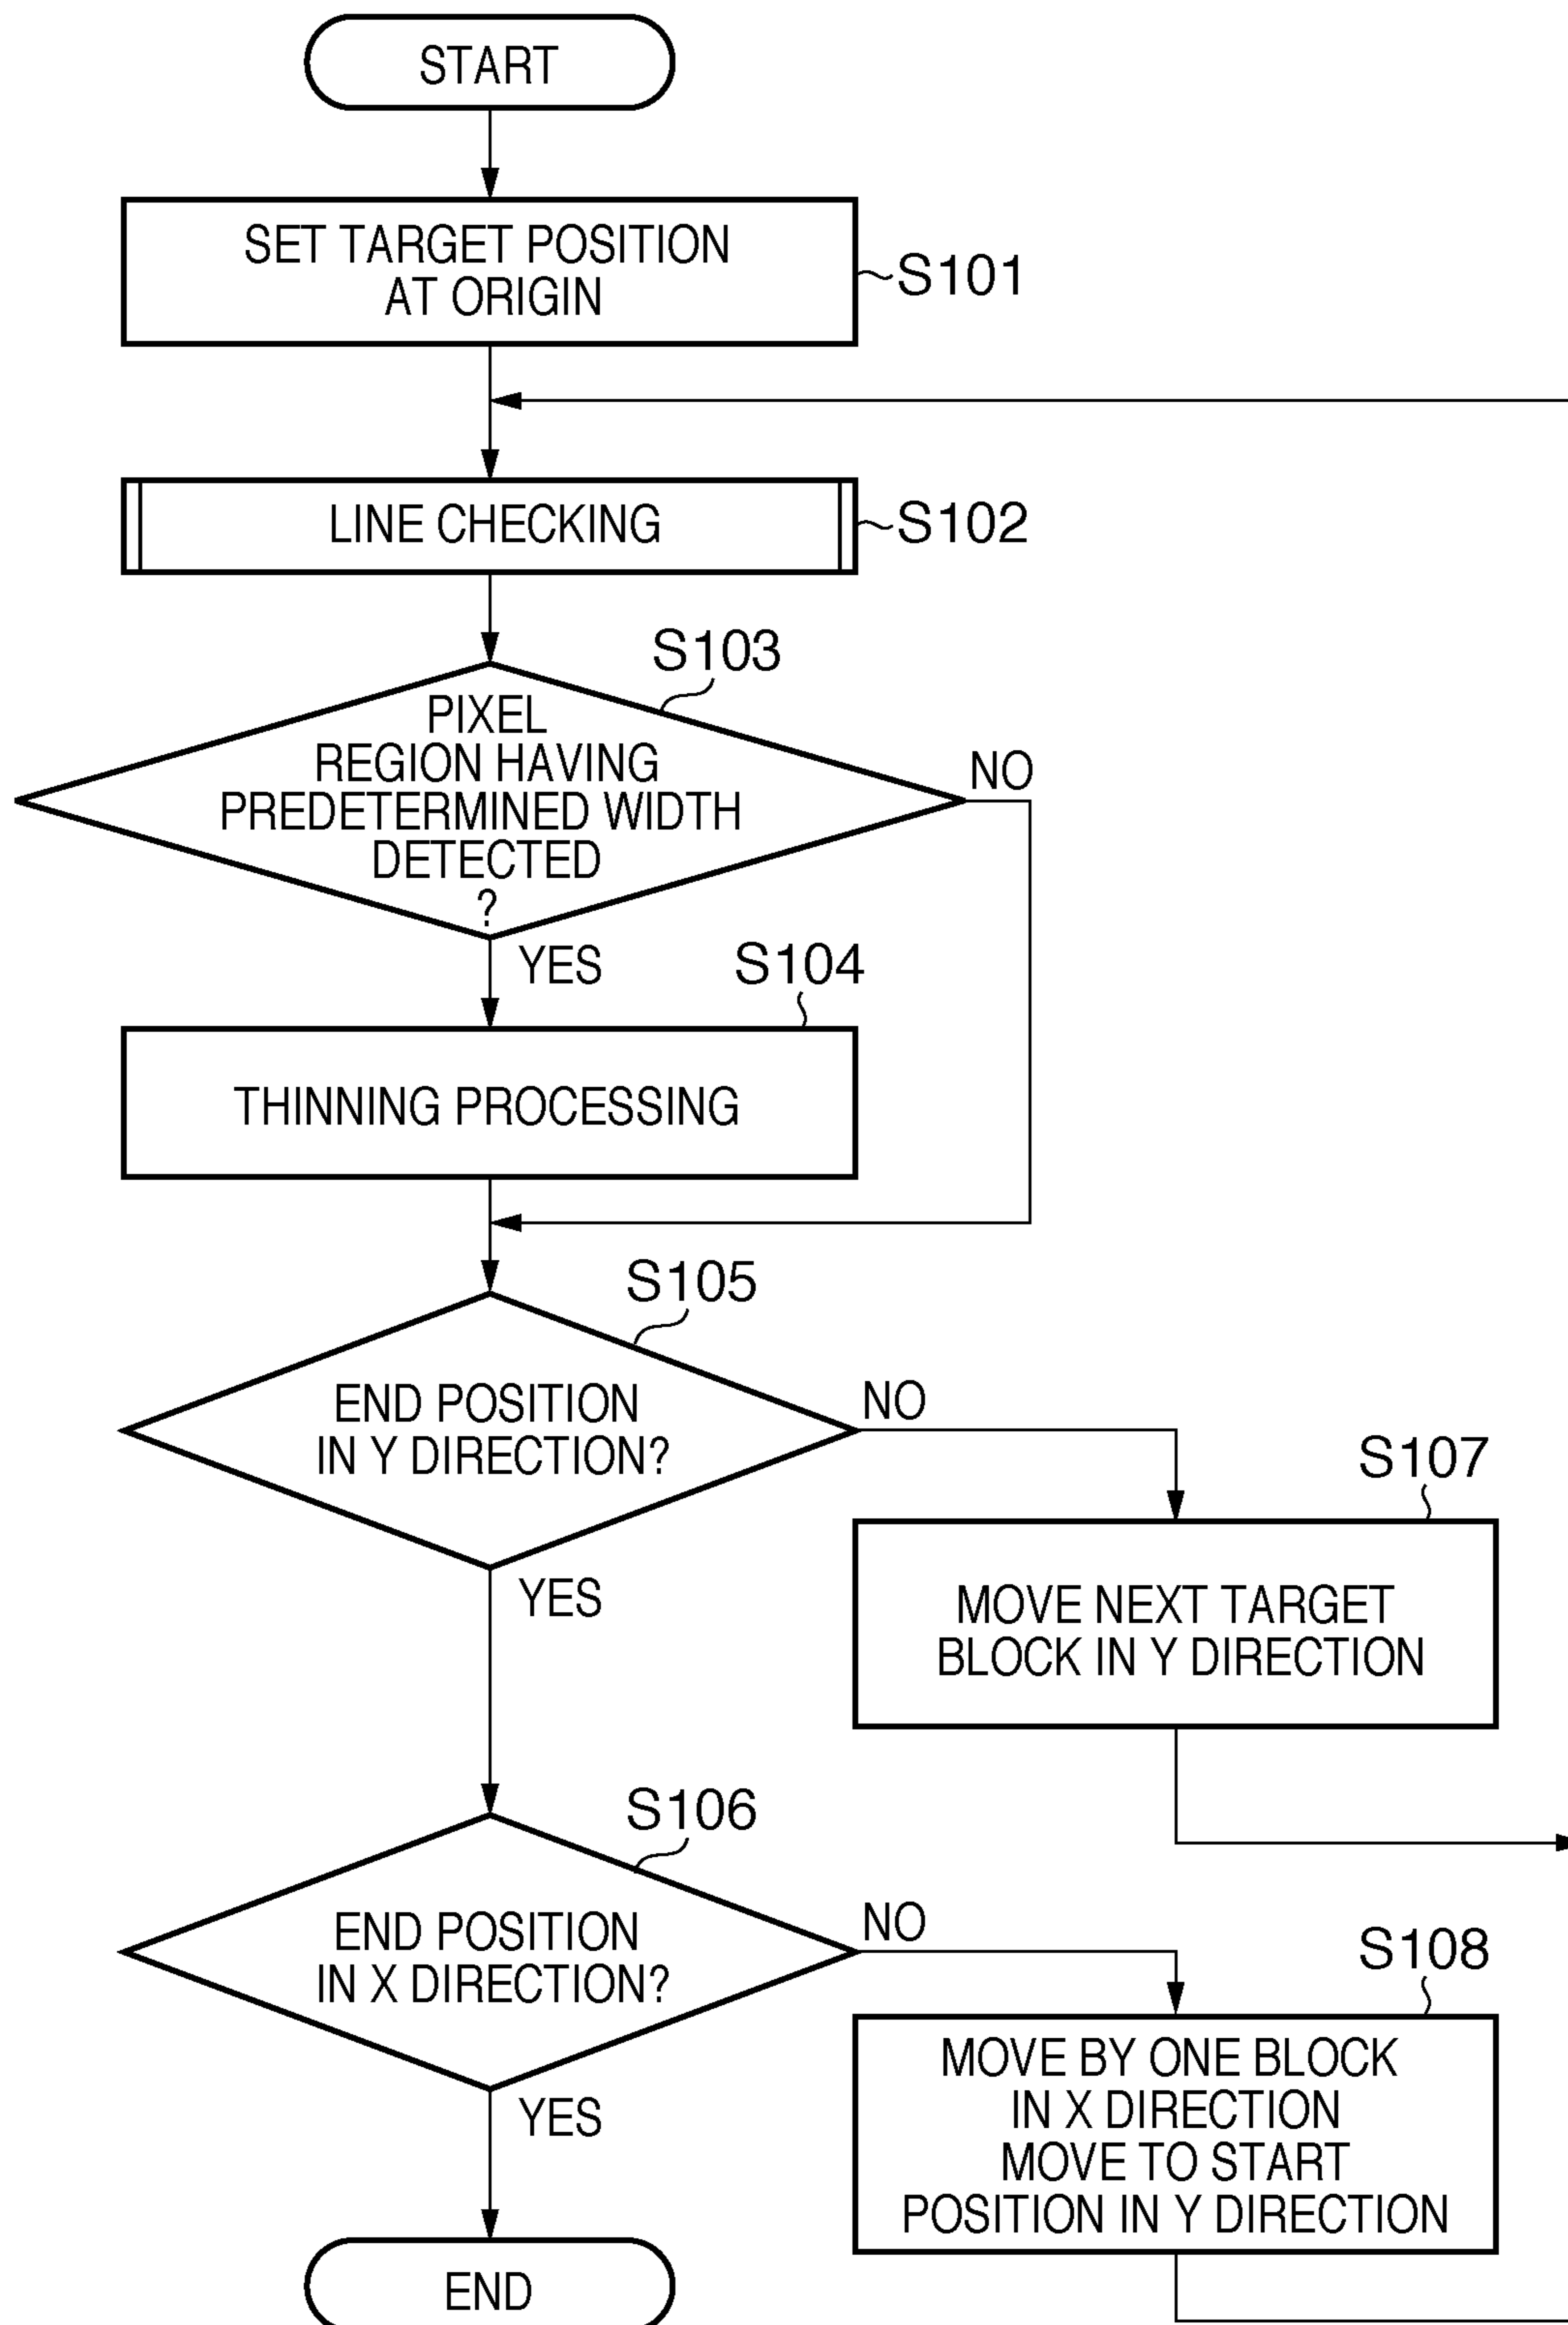 START
SET TARGET POSITION
AT ORIGIN
S101
LINE CHECKING
S102
S103
PIXEL
REGION HAVING
PREDETERMINED WIDTH
DETECTED
?
NO
YES
S104
THINNING PROCESSING
S105
END POSITION
IN Y DIRECTION?
NO
YES
S107
MOVE NEXT TARGET
BLOCK IN Y DIRECTION
S106
END POSITION
IN X DIRECTION?
NO
YES
S108
MOVE BY ONE BLOCK
IN X DIRECTION
MOVE TO START
POSITION IN Y DIRECTION
END